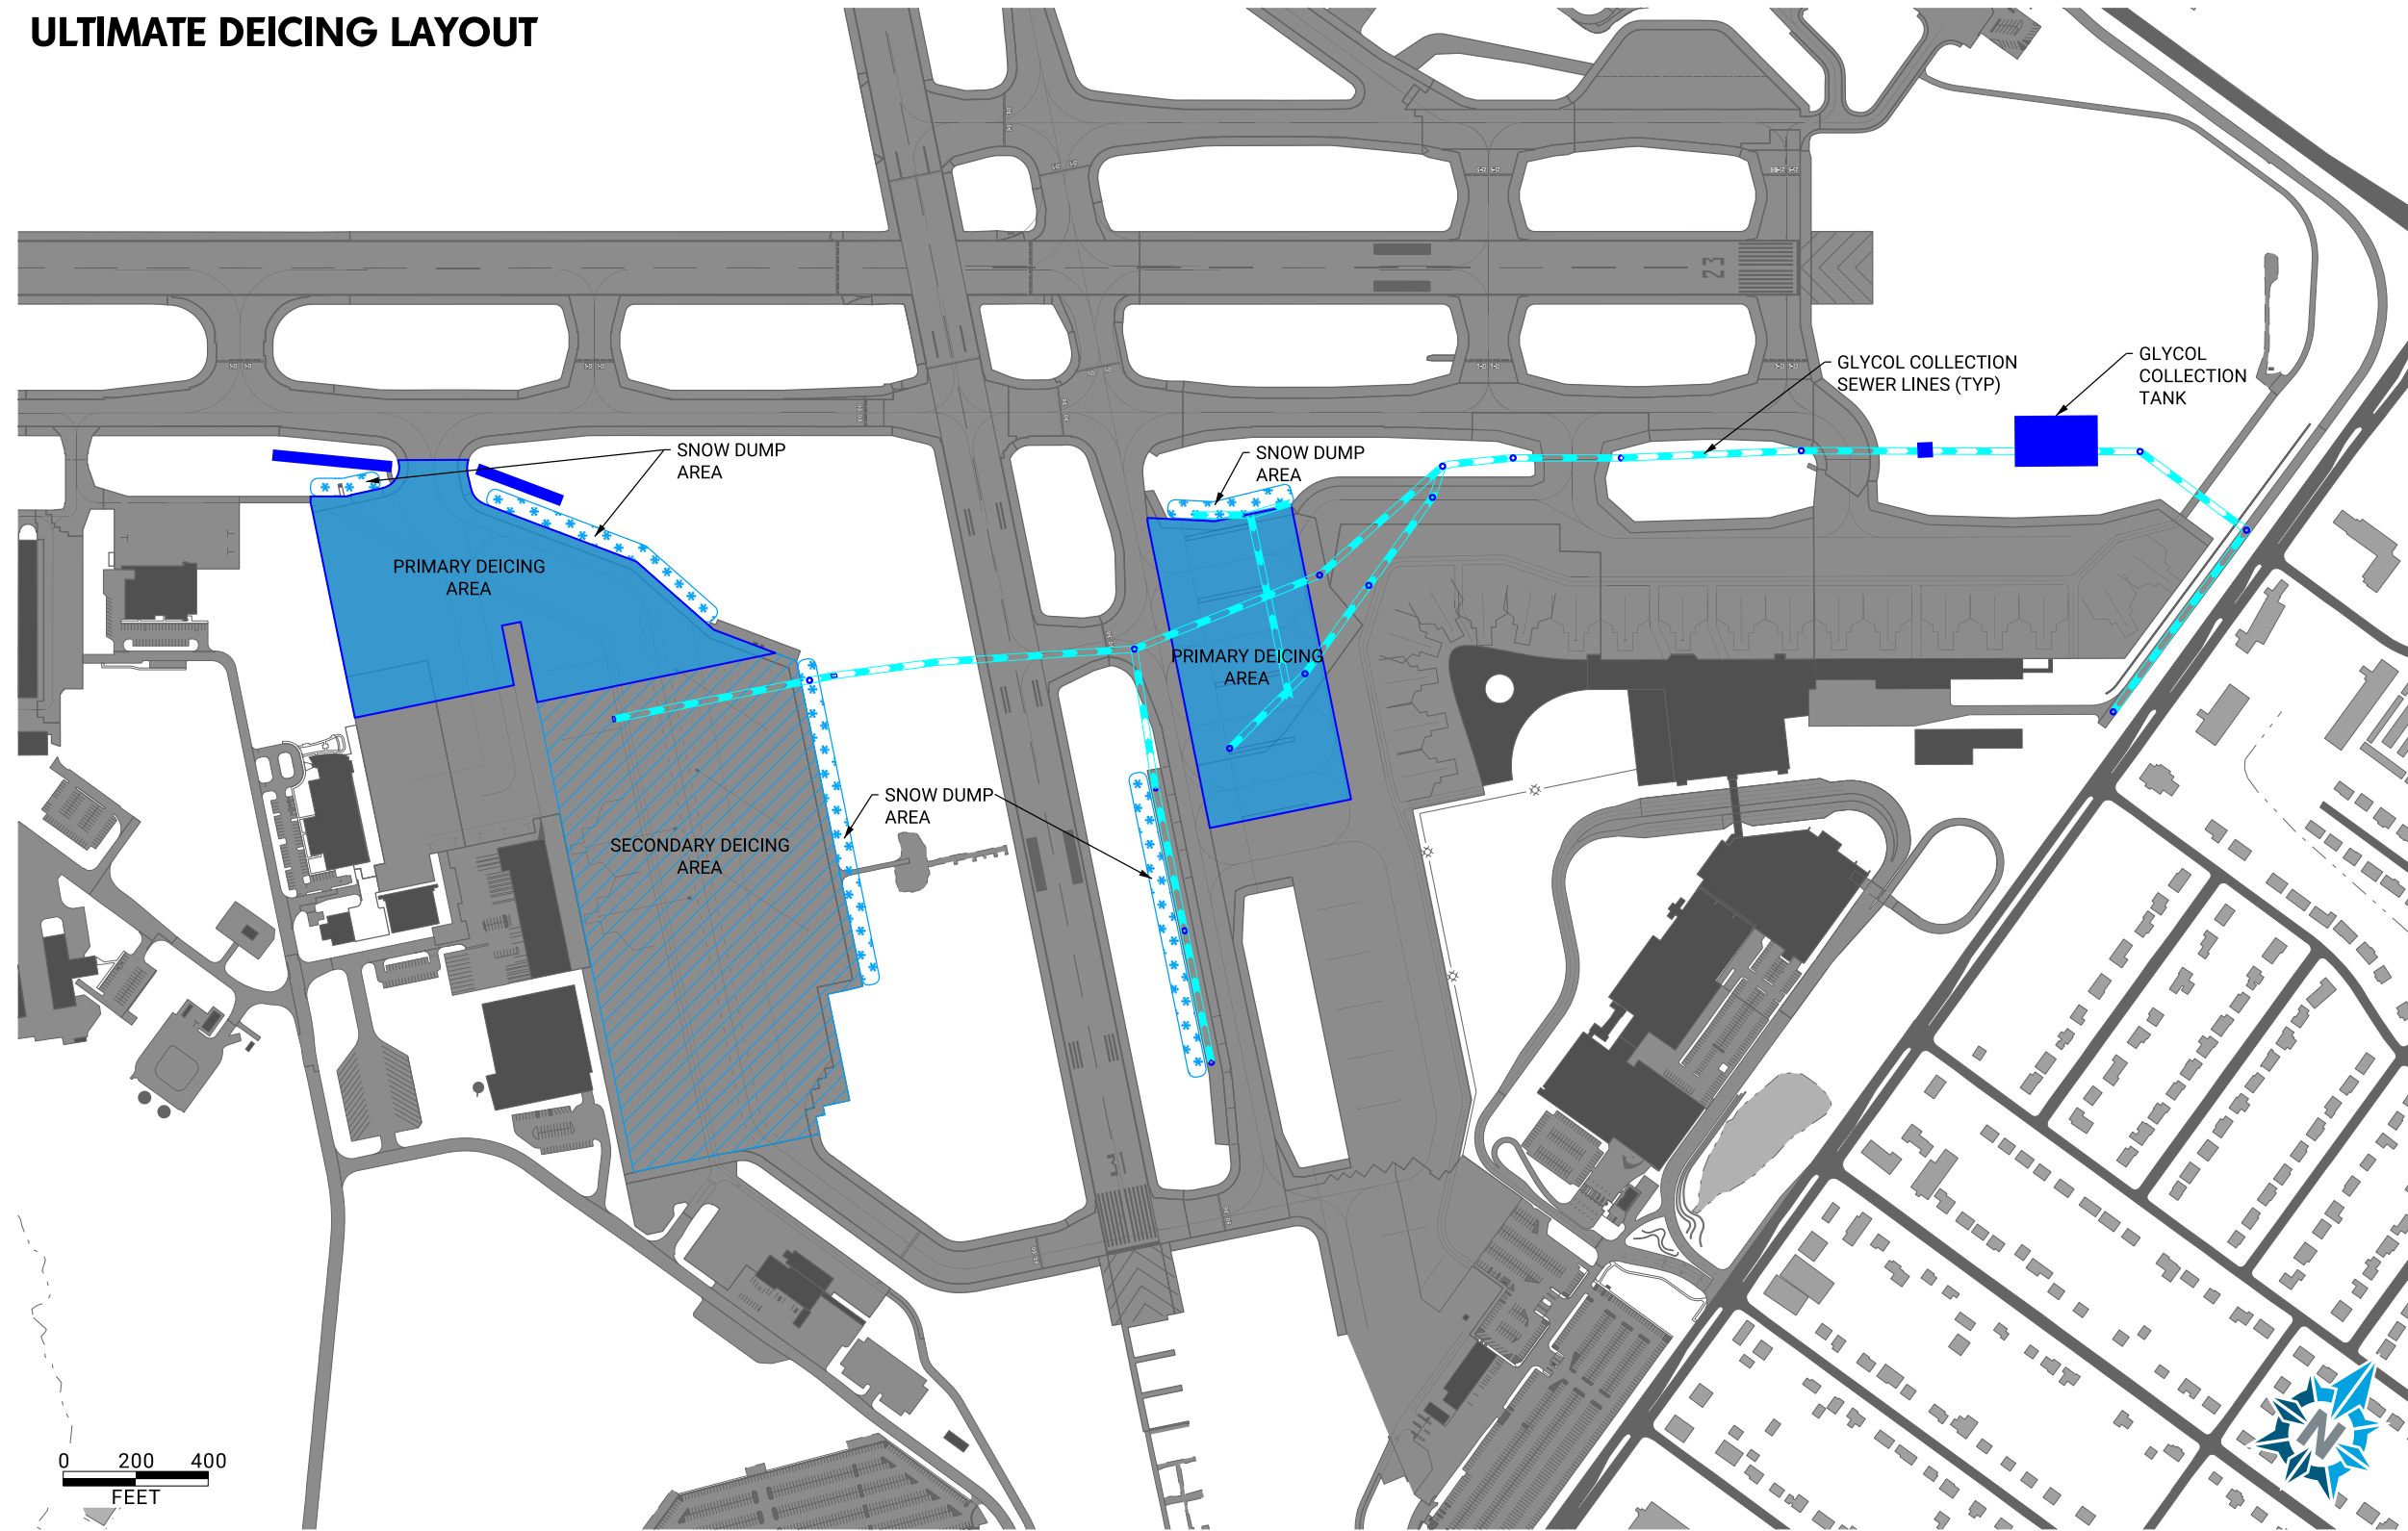 ULTIMATE DEICING LAYOUT
23
GLYCOL COLLECTION
SEWER LINES (TYP)
GLYCOL
COLLECTION
TANK
SNOW DUMP
AREA
SNOW DUMP
AREA
PRIMARY DEICING
AREA
PRIMARY DEICING
AREA
SNOW DUMP
AREA
SECONDARY DEICING
AREA
31
0 200 400
FEET
N